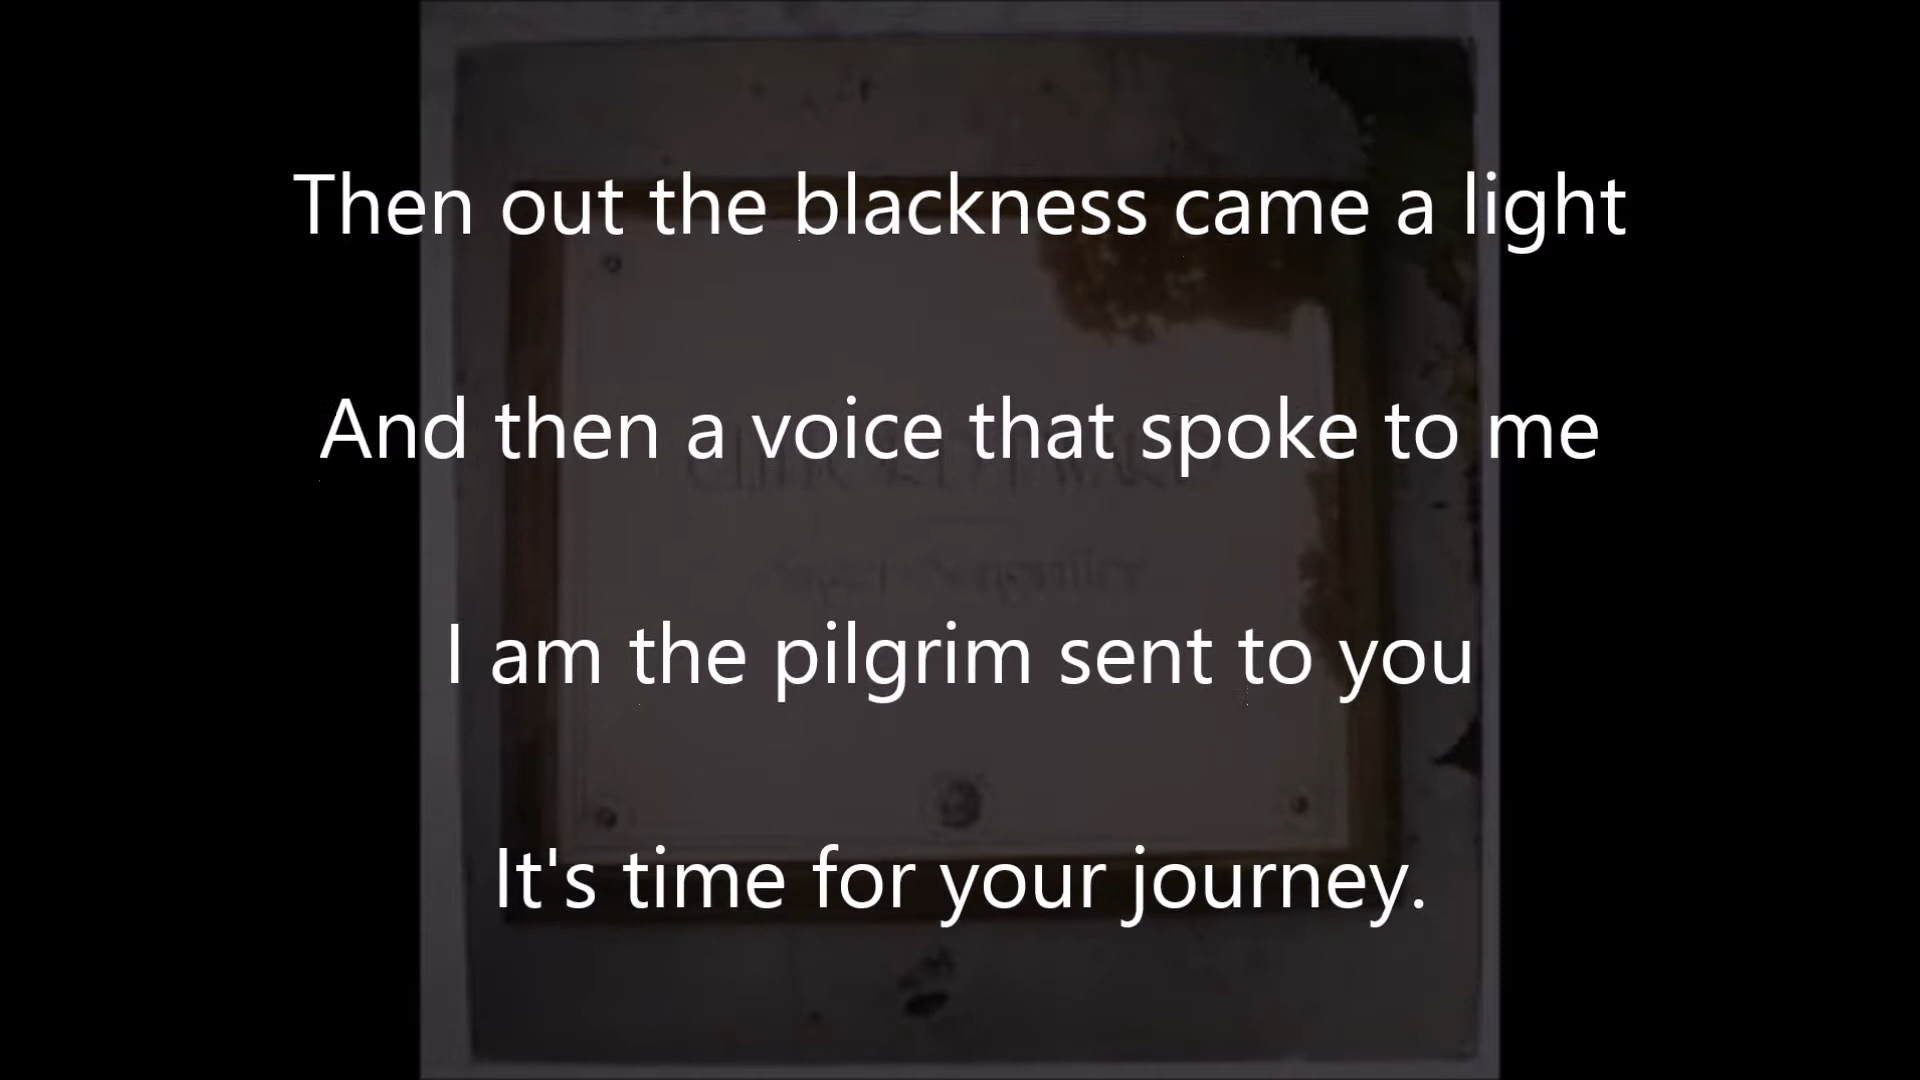 Then out the blackness came a light
And then a voice that spoke to me
I am the pilgrim sent to you
It's time for your journey.